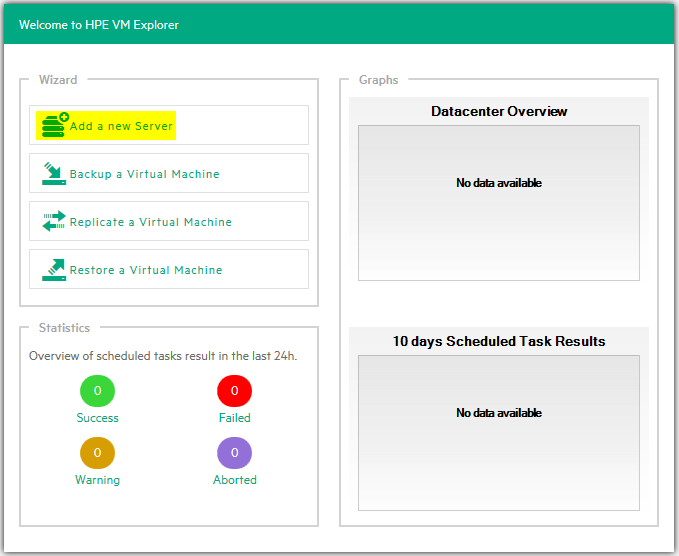 Welcome to HPE VM Explorer
Wizard
Add a new Server
Backup a Virtual Machine
Replicate a Virtual Machine
Restore a Virtual Machine
Statistics
Overview of scheduled tasks result in the last 24h.
0
Success
0
Failed
0
Warning
0
Aborted
Graphs
Datacenter Overview
No data available
10 days Scheduled Task Results
No data available